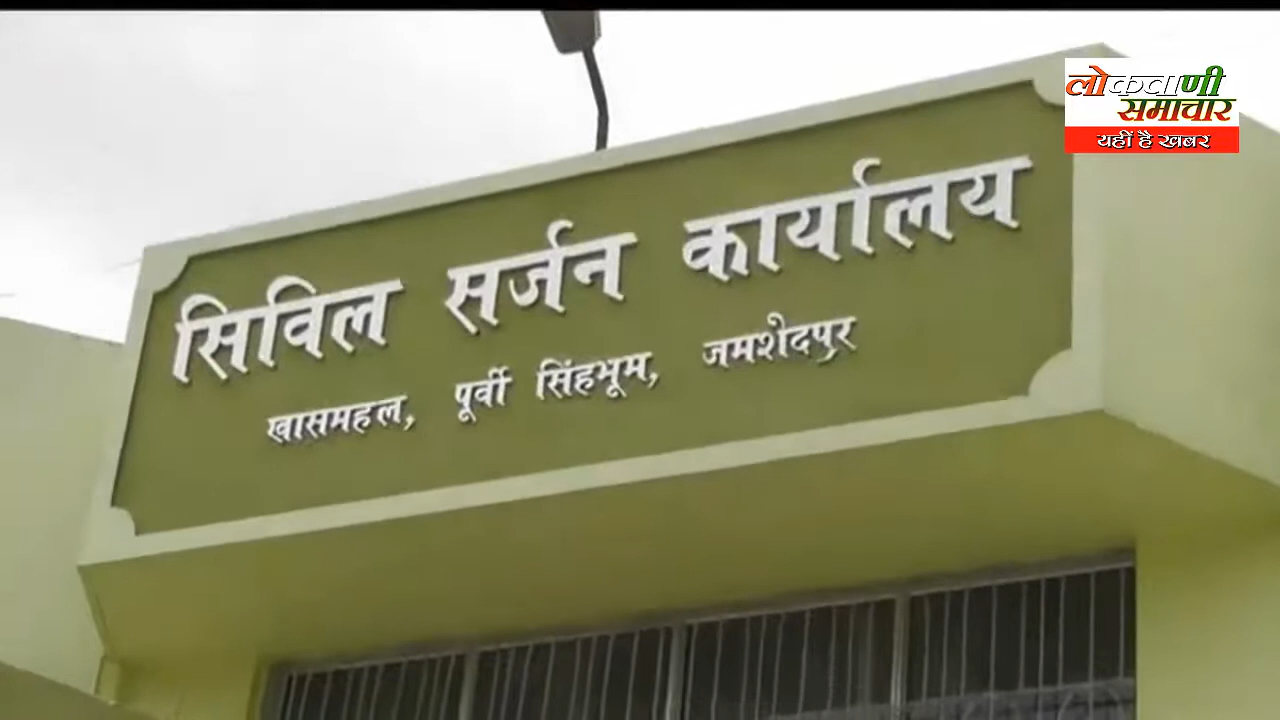 लोकवाणी
समाचार
यहीं है खबर
सिविल सर्जन कार्यालय
खासमहल, पूर्वी सिंहभूम, जमशेदपुर